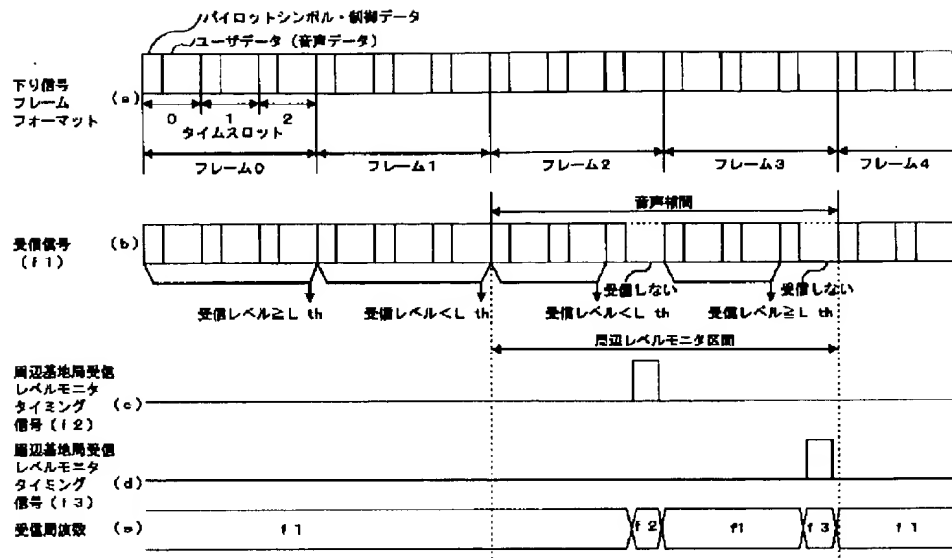 パイロットシンボル・制御データ
ユーザデータ(音声データ)
下り信号
フレーム (a)
フォーマット
0 1 2
タイムスロット
フレーム0 フレーム1 フレーム2 フレーム3 フレーム4
音声補間
受信信号 (b)
(f1)
受信しない 受信しない
受信レベル≧L th 受信レベル<L th 受信レベル<L th 受信レベル≧L th
周辺レベルモニタ区間
周辺基地局受信
レベルモニタ
タイミング (c)
信号(f2)
周辺基地局受信
レベルモニタ
タイミング (d)
信号(f3)
受信周波数 (e) f1 f2 f1 f3 f1